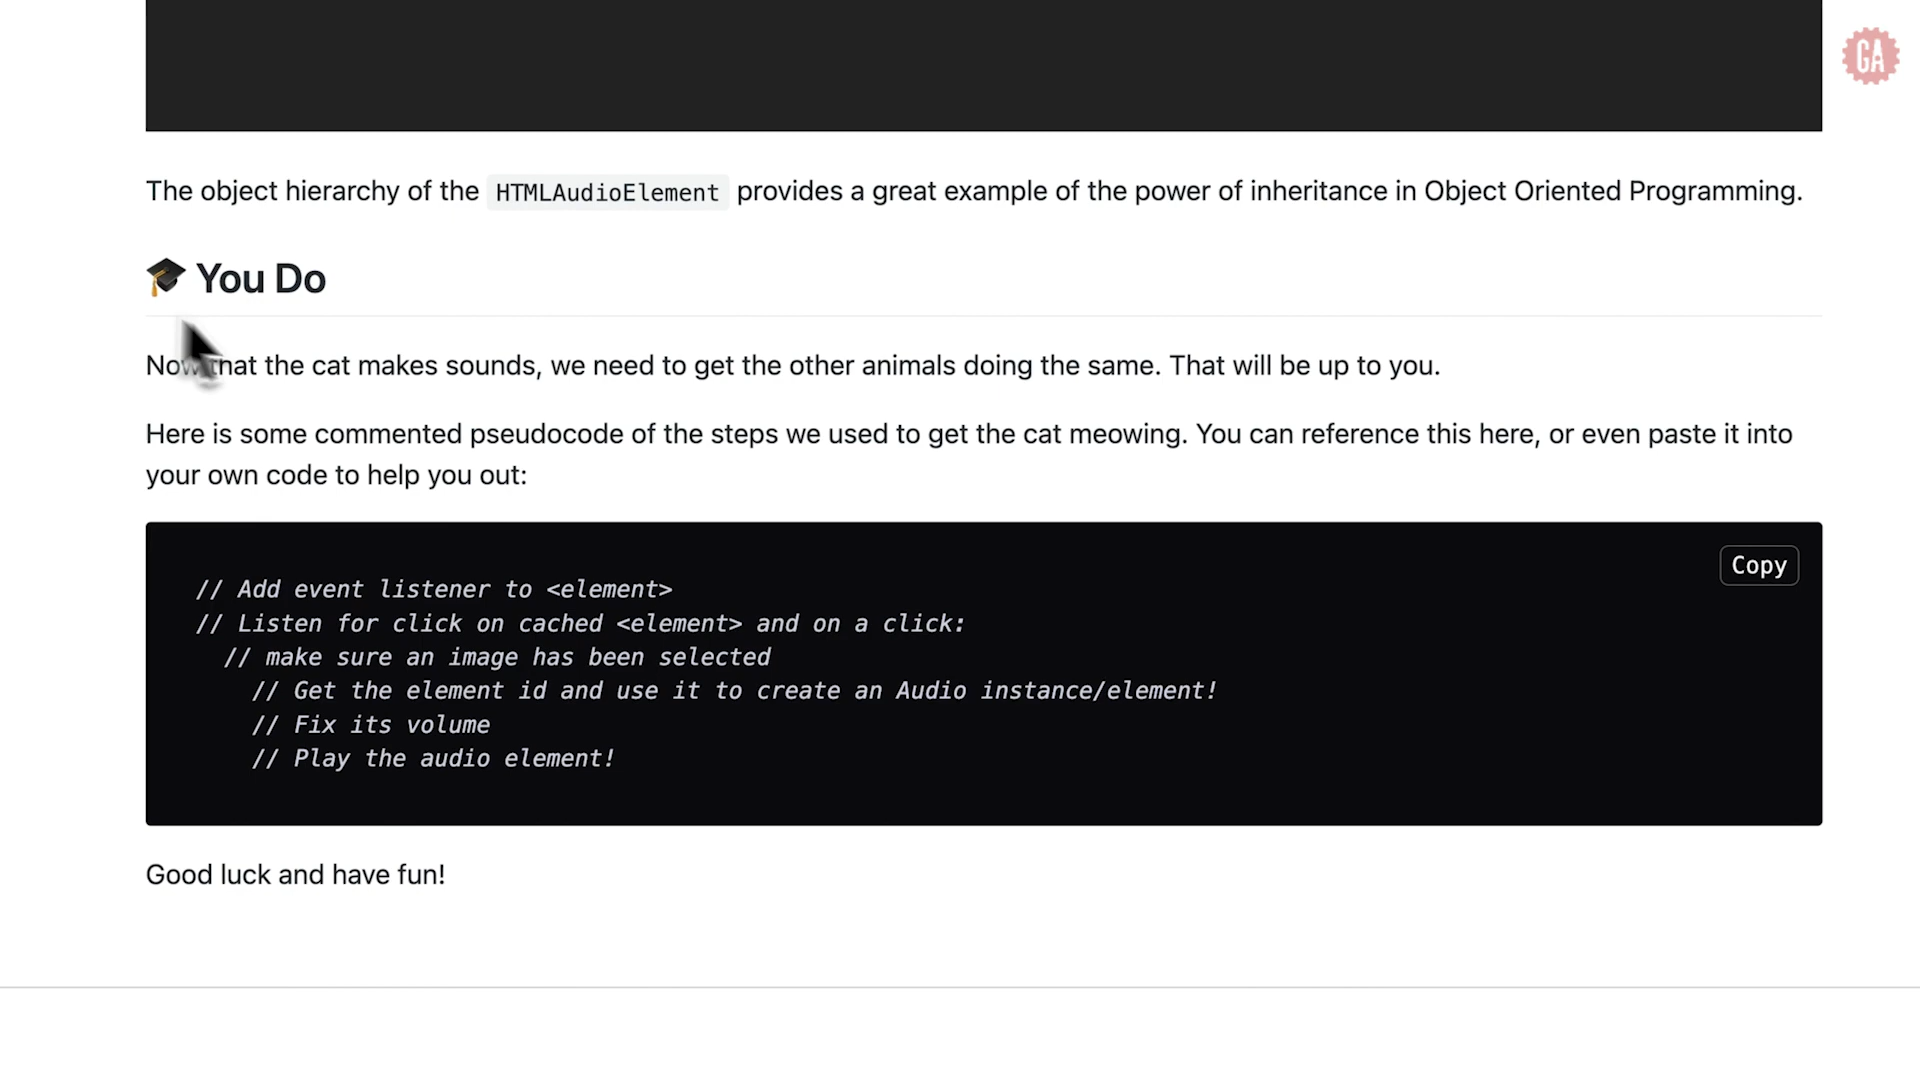 GA
The object hierarchy of the HTMLAudioElement provides a great example of the power of inheritance in Object Oriented Programming.
🎓 You Do
Now that the cat makes sounds, we need to get the other animals doing the same. That will be up to you.
Here is some commented pseudocode of the steps we used to get the cat meowing. You can reference this here, or even paste it into
your own code to help you out:
Copy
// Add event listener to <element>
// Listen for click on cached <element> and on a click:
// make sure an image has been selected
// Get the element id and use it to create an Audio instance/element!
// Fix its volume
// Play the audio element!
Good luck and have fun!